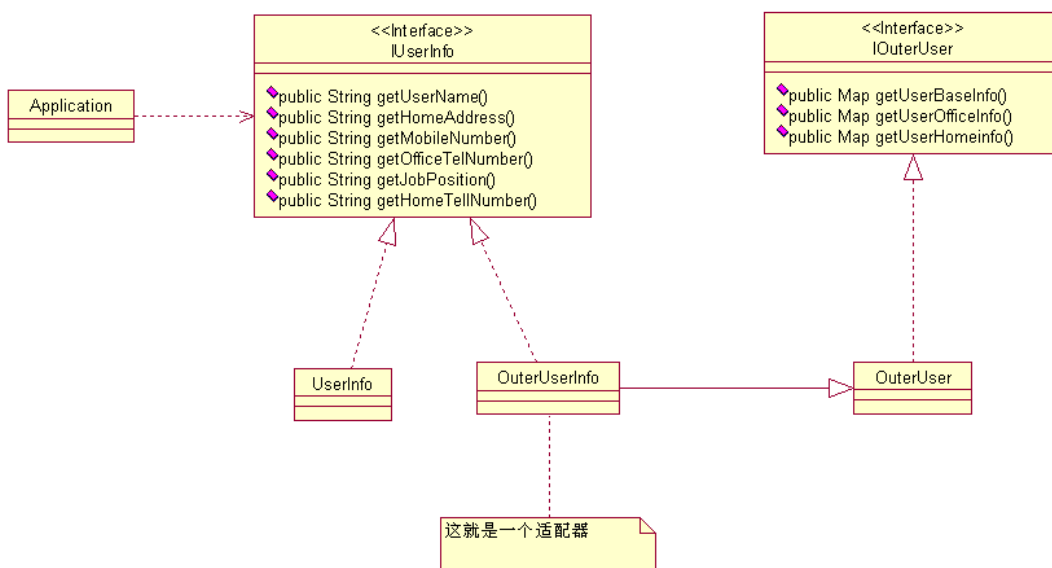 Application
<<Interface>>
IUserInfo
public String getUserName()
public String getHomeAddress()
public String getMobileNumber()
public String getOfficeTelNumber()
public String getJobPosition()
public String getHomeTellNumber()
<<Interface>>
IOuterUser
public Map getUserBaseInfo()
public Map getUserOfficeInfo()
public Map getUserHomeinfo()
UserInfo
OuterUserInfo
OuterUser
这就是一个适配器